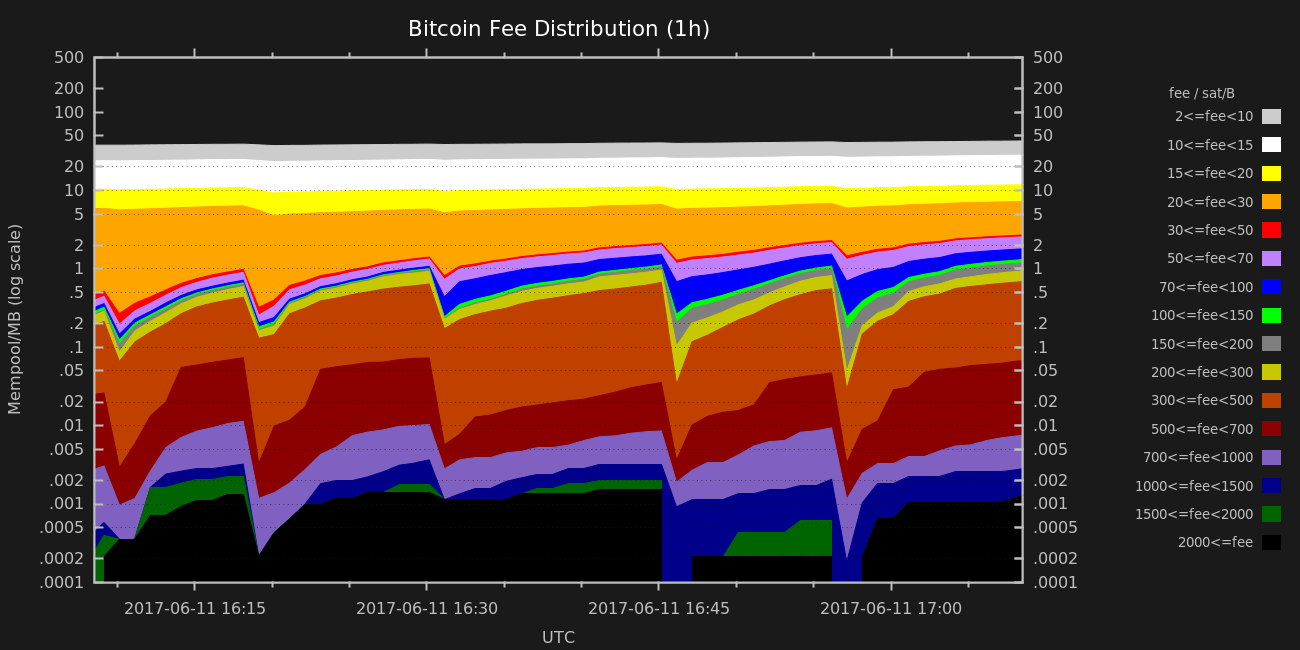 Bitcoin Fee Distribution (1h)
Mempool/MB (log scale)
500
200
100
50
20
10
5
2
1
.5
.2
.1
.05
.02
.01
.005
.002
.001
.0005
.0002
.0001
500
200
100
50
20
10
5
2
1
.5
.2
.1
.05
.02
.01
.005
.002
.001
.0005
.0002
.0001
2017-06-11 16:15
2017-06-11 16:30
2017-06-11 16:45
2017-06-11 17:00
UTC
fee / sat/B
2<=fee<10
10<=fee<15
15<=fee<20
20<=fee<30
30<=fee<50
50<=fee<70
70<=fee<100
100<=fee<150
150<=fee<200
200<=fee<300
300<=fee<500
500<=fee<700
700<=fee<1000
1000<=fee<1500
1500<=fee<2000
2000<=fee